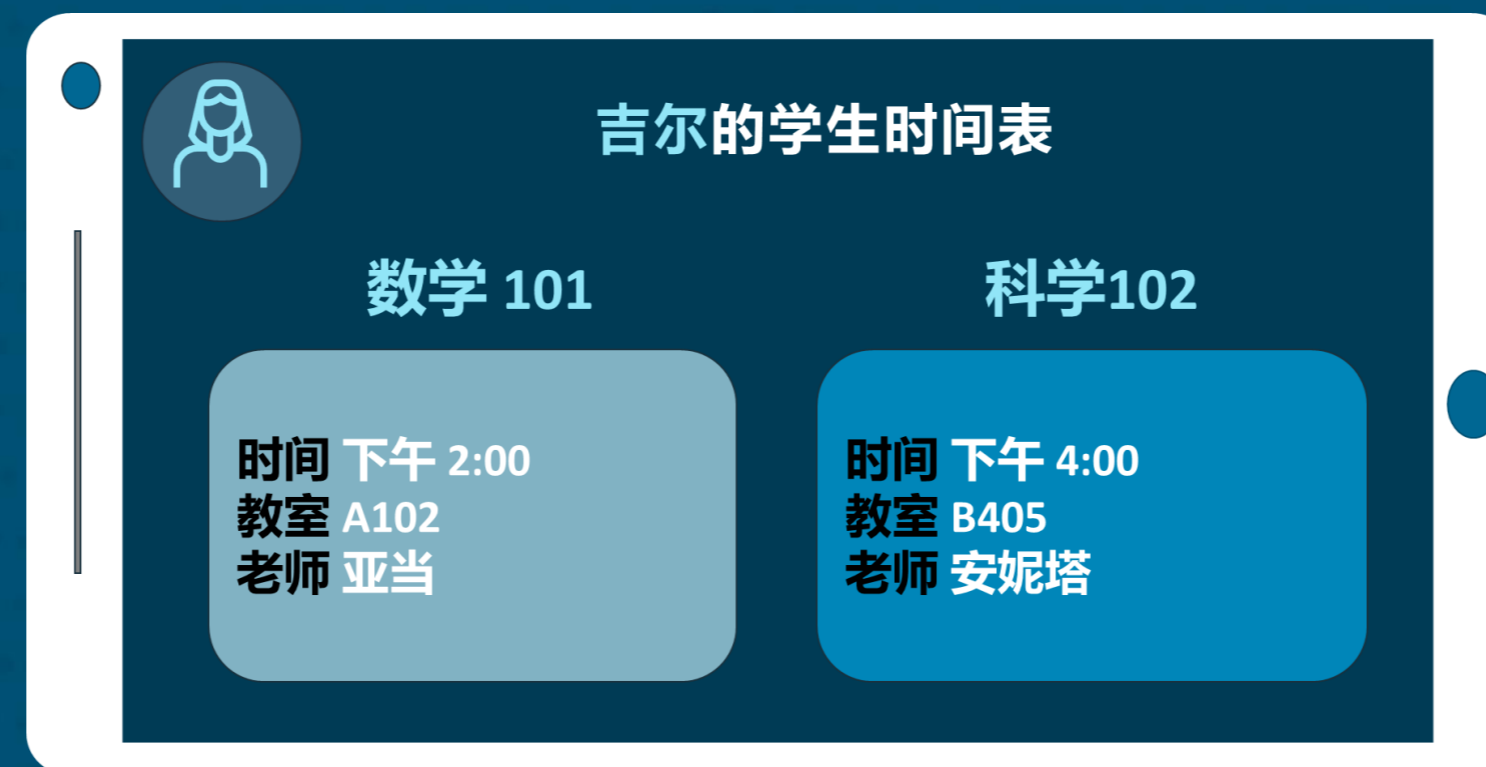 吉尔的学生时间表
数学 101
时间 下午 2:00
教室 A102
老师 亚当
科学102
时间 下午 4:00
教室 B405
老师 安妮塔